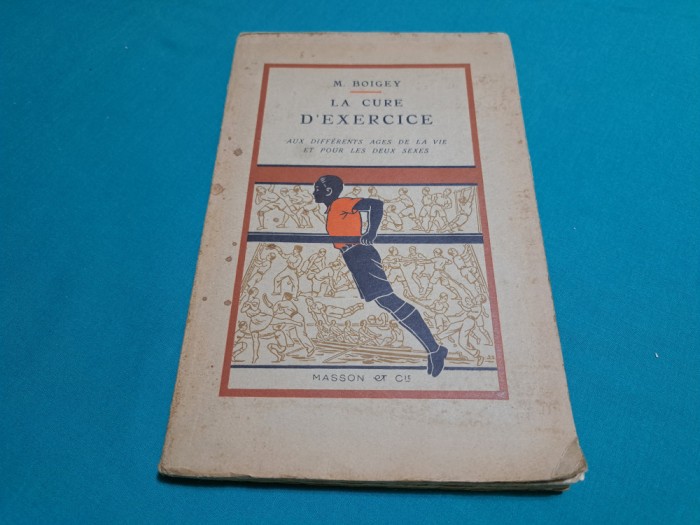 M. BOIGEY
LA CURE
D'EXERCICE
AUX DIFFÉRENTS AGES DE LA VIE
ET POUR LES DEUX SEXES
MASSON et Cie